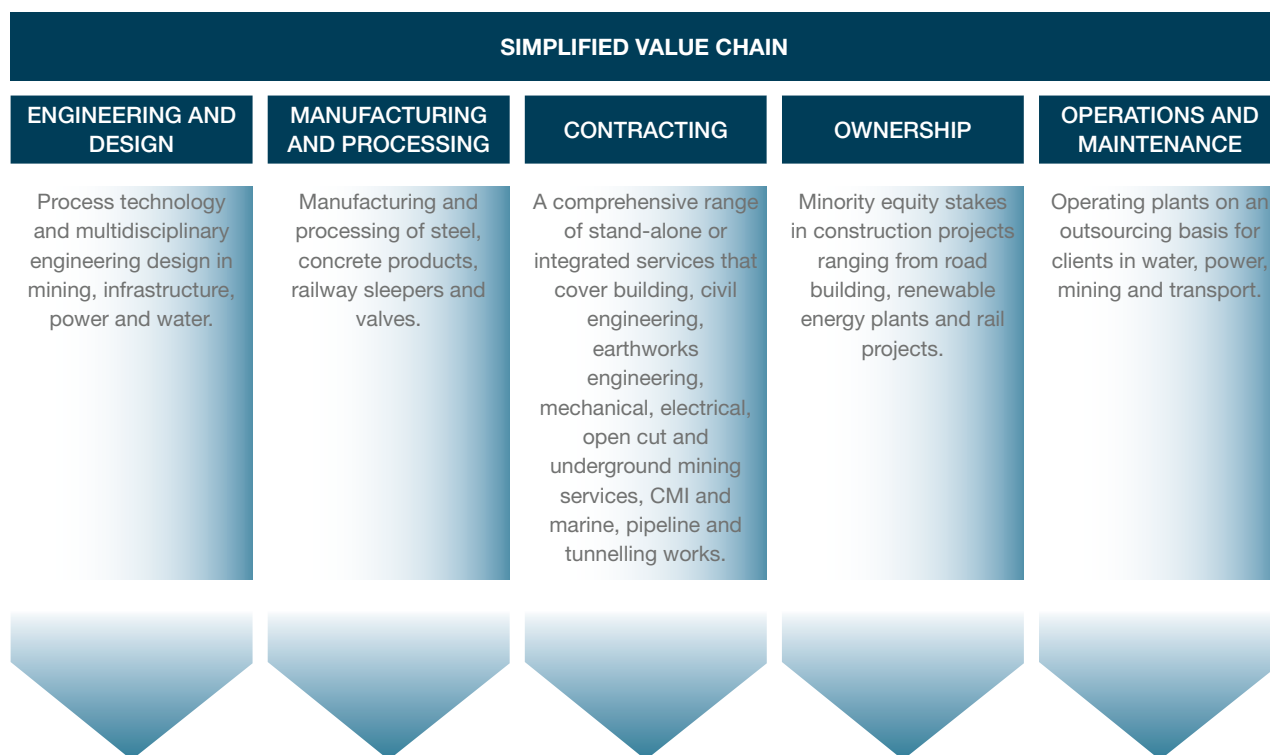 SIMPLIFIED VALUE CHAIN
ENGINEERING AND
DESIGN
Process technology
and multidisciplinary
engineering design in
mining, infrastructure,
power and water.
MANUFACTURING
AND PROCESSING
Manufacturing and
processing of steel,
concrete products,
railway sleepers and
valves.
CONTRACTING
A comprehensive range
of stand-alone or
integrated services that
cover building, civil
engineering,
earthworks
engineering,
mechanical, electrical,
open cut and
underground mining
services, CMI and
marine, pipeline and
tunnelling works.
OWNERSHIP
Minority equity stakes
in construction projects
ranging from road
building, renewable
energy plants and rail
projects.
OPERATIONS AND
MAINTENANCE
Operating plants on an
outsourcing basis for
clients in water, power,
mining and transport.